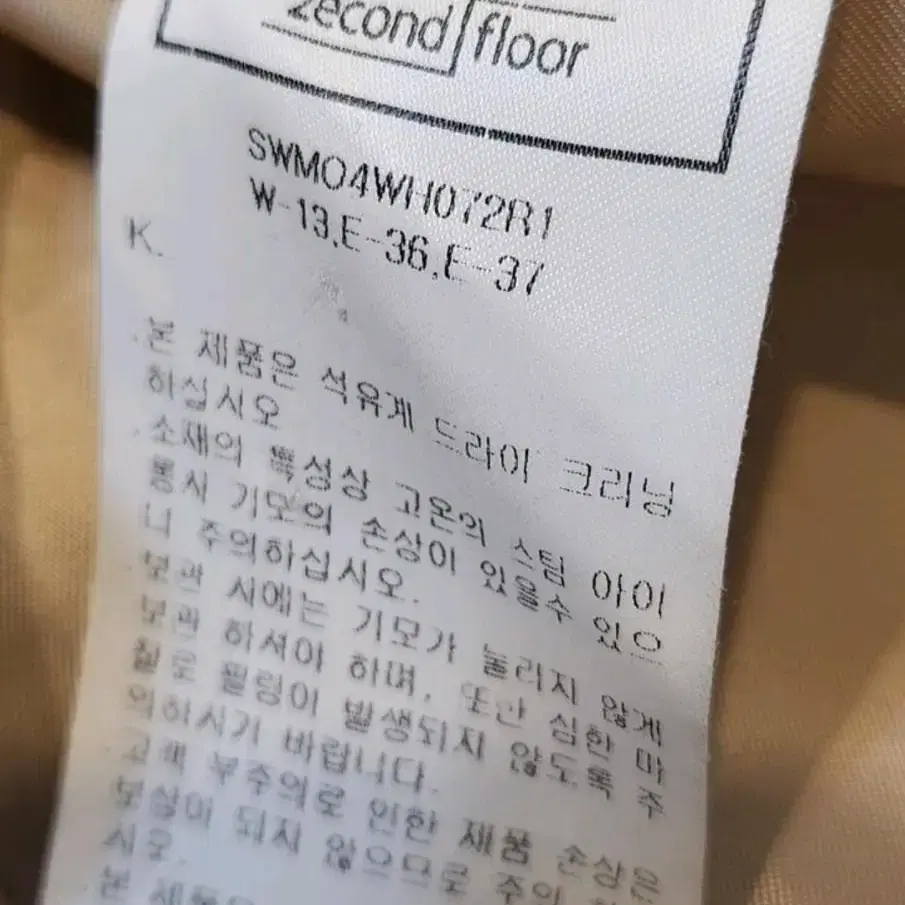 2econd floor
SWMO4WH072R1
W-13,E-36,E-37
K.
.본 제품은 석유계 드라이 크리닝
하십시오
.소재의 특성상 고온의 스팀 아이
롱시 기모의 손상이 있을수 있으
니 주의하십시오.
.보관 시에는 기모가 눌리지 않게
보관 하셔야 하며, 또한 심한 마
찰로 필링이 발생되지 않도록 주
의하시기 바랍니다.
.고객 부주의로 인한 제품 손상은
보상이 되지 않으므로 주의
시오.
.본 제품은